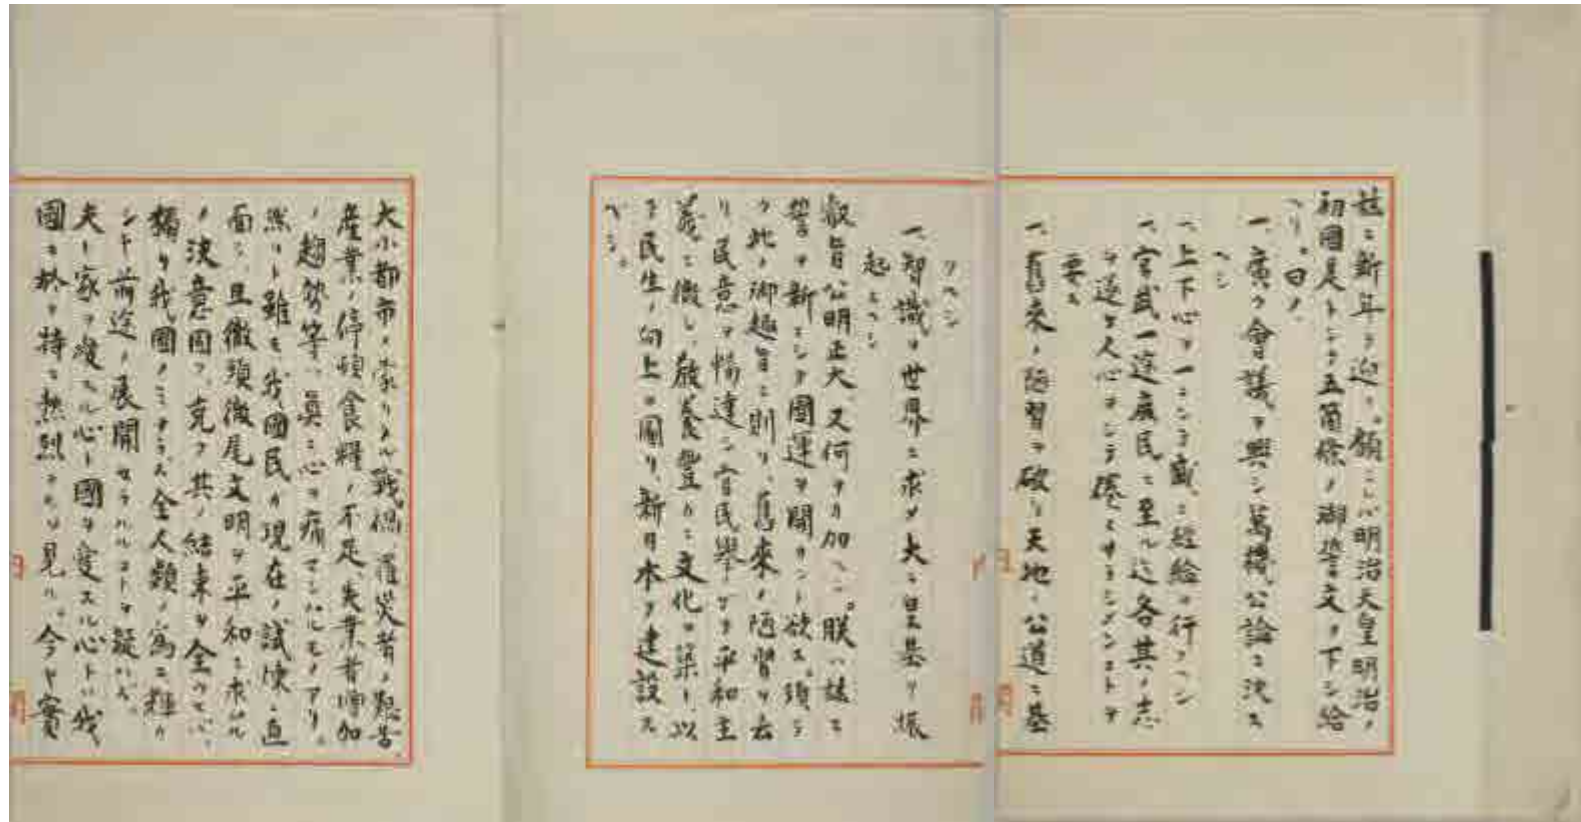 茲ニ新年ヲ迎フ。顧ミレバ明治天皇明治ノ
初國是トシテ五箇條ノ御誓文ヲ下シ給
ヘリ。曰ク、
一、廣ク會議ヲ興シ萬機公論ニ決ス
ヘシ
一、上下心ヲ一ニシテ盛ニ經綸ヲ行フヘシ
一、官武一途庶民ニ至ル迄各其ノ志
ヲ遂ケ人心ヲシテ倦マサラシメンコトヲ
要ス
一、舊來ノ陋習ヲ破リ天地ノ公道ニ基
クヘシ
一、智識ヲ世界ニ求メ大ニ皇基ヲ振
起スヘシ
叡旨公明正大、又何ヲカ加ヘン。朕ハ茲ニ
誓ヲ新ニシテ國運ヲ開カント欲ス。須ラ
ク此ノ御趣旨ニ則リ、舊來ノ陋習ヲ去
リ、民意ヲ暢達シ、官民擧ゲテ平和主
義ニ徹シ、敎養豐カニ文化ヲ築キ、以
テ民生ノ向上ヲ圖リ、新日本ヲ建設ス
ベシ。
大小都市ノ蒙リタル戰禍、罹災者ノ艱苦、
産業ノ停頓、食糧ノ不足、失業者増加
ノ趨勢等ハ眞ニ心ヲ痛マシムルモノアリ。
然リト雖モ、我國民ガ現在ノ試煉ニ直
面シ、且徹頭徹尾文明ヲ平和ニ求ムル
ノ決意固ク、克ク其ノ結束ヲ全ウセバ、
獨リ我國ノミナラズ全人類ノ爲ニ輝カ
シキ前途ノ展開セラルルコトヲ疑ハズ。
夫レ家ヲ愛スル心ト國ヲ愛スル心トハ我
國ニ於テ特ニ熱烈ナルヲ見ル。今ヤ實